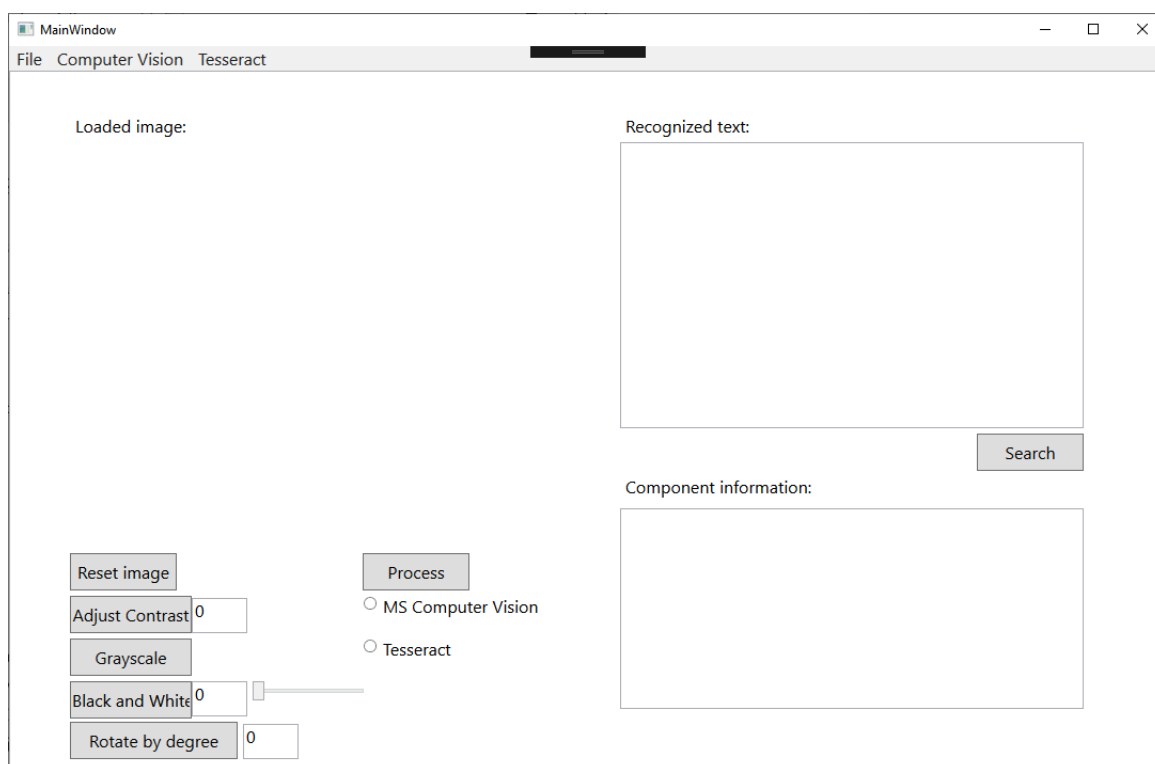 MainWindow
File Computer Vision Tesseract
Loaded image:
Recognized text:
Search
Component information:
Reset image
Process
Adjust Contrast 0
MS Computer Vision
Grayscale
Tesseract
Black and White 0
Rotate by degree 0